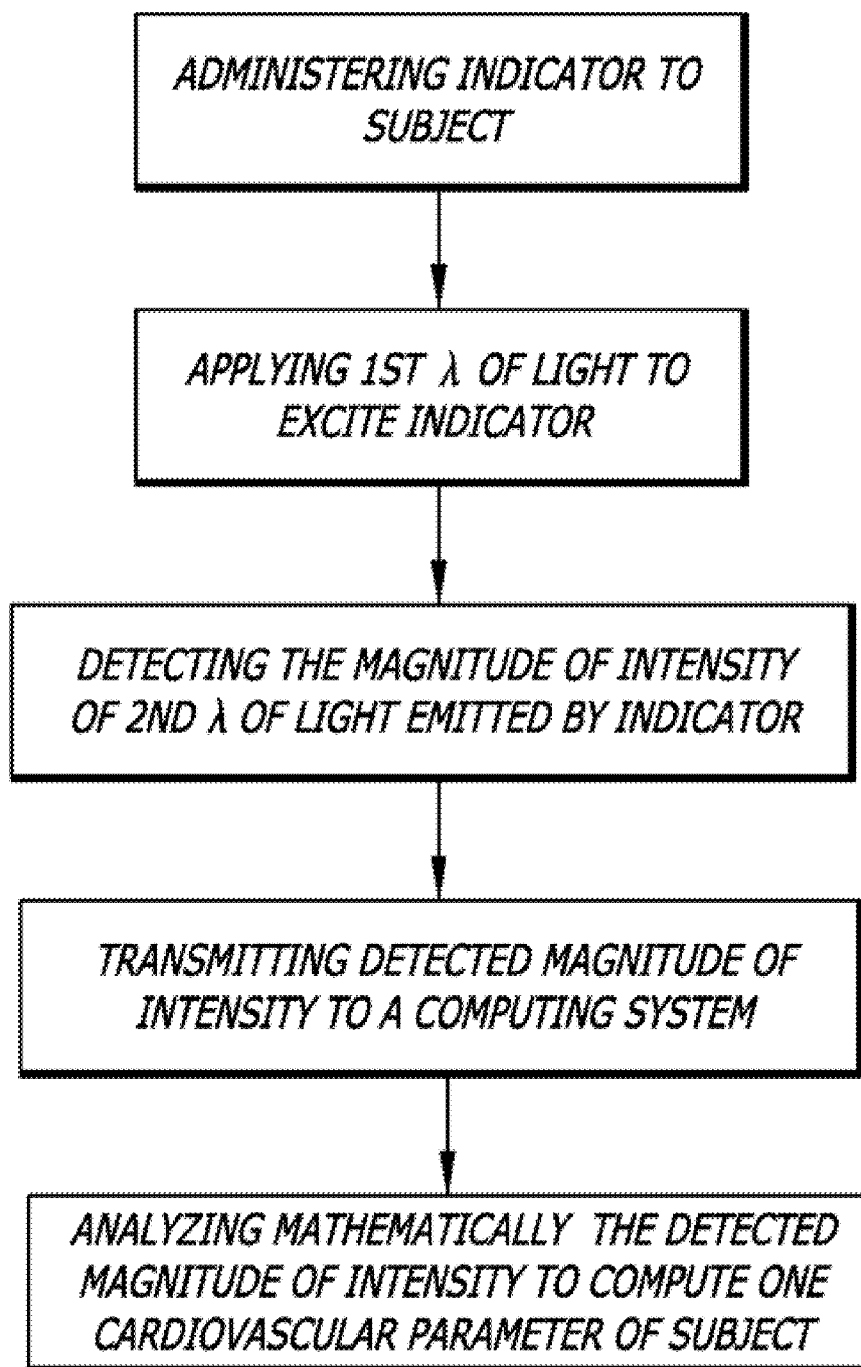 ADMINISTERING INDICATOR TO
SUBJECT
APPLYING 1ST λ OF LIGHT TO
EXCITE INDICATOR
DETECTING THE MAGNITUDE OF INTENSITY
OF 2ND λ OF LIGHT EMITTED BY INDICATOR
TRANSMITTING DETECTED MAGNITUDE OF
INTENSITY TO A COMPUTING SYSTEM
ANALYZING MATHEMATICALLY THE DETECTED
MAGNITUDE OF INTENSITY TO COMPUTE ONE
CARDIOVASCULAR PARAMETER OF SUBJECT